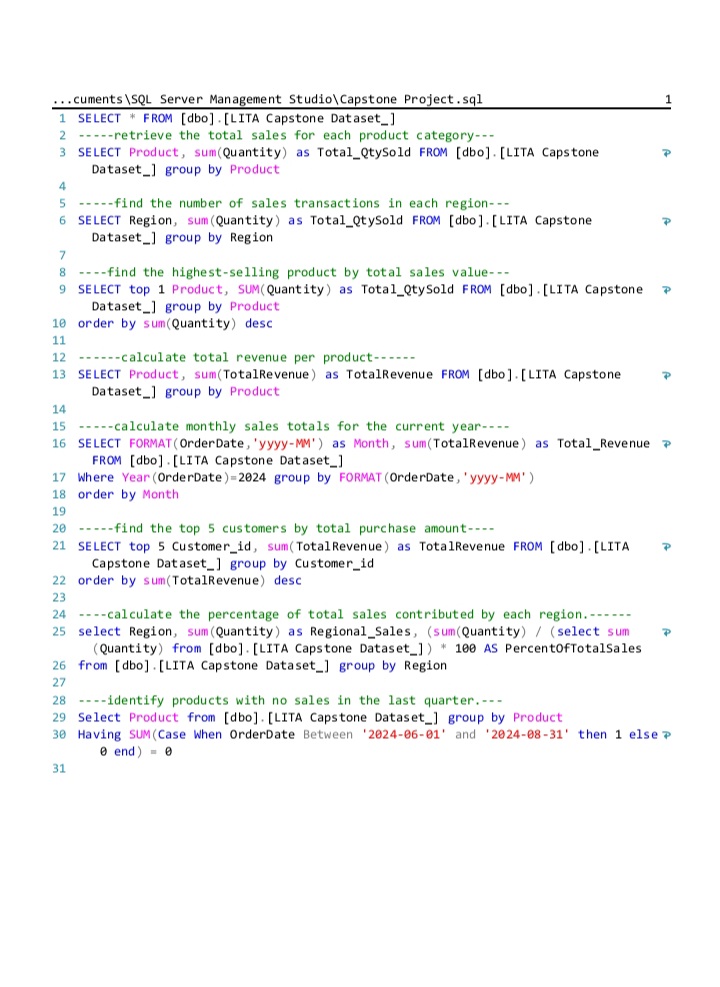 ...cuments\SQL Server Management Studio\Capstone Project.sql 1
1 SELECT * FROM [dbo].[LITA Capstone Dataset_]
2 -----retrieve the total sales for each product category---
3 SELECT Product, sum(Quantity) as Total_QtySold FROM [dbo].[LITA Capstone
Dataset_] group by Product
4
5 -----find the number of sales transactions in each region---
6 SELECT Region, sum(Quantity) as Total_QtySold FROM [dbo].[LITA Capstone
Dataset_] group by Region
7
8 ----find the highest-selling product by total sales value---
9 SELECT top 1 Product, SUM(Quantity) as Total_QtySold FROM [dbo].[LITA Capstone
Dataset_] group by Product
10 order by sum(Quantity) desc
11
12 ------calculate total revenue per product------
13 SELECT Product, sum(TotalRevenue) as TotalRevenue FROM [dbo].[LITA Capstone
Dataset_] group by Product
14
15 -----calculate monthly sales totals for the current year----
16 SELECT FORMAT(OrderDate,'yyyy-MM') as Month, sum(TotalRevenue) as Total_Revenue
FROM [dbo].[LITA Capstone Dataset_]
17 Where Year(OrderDate)=2024 group by FORMAT(OrderDate,'yyyy-MM')
18 order by Month
19
20 -----find the top 5 customers by total purchase amount----
21 SELECT top 5 Customer_id, sum(TotalRevenue) as TotalRevenue FROM [dbo].[LITA
Capstone Dataset_] group by Customer_id
22 order by sum(TotalRevenue) desc
23
24 ----calculate the percentage of total sales contributed by each region.------
25 select Region, sum(Quantity) as Regional_Sales, (sum(Quantity) / (select sum
(Quantity) from [dbo].[LITA Capstone Dataset_]) * 100 AS PercentOfTotalSales
26 from [dbo].[LITA Capstone Dataset_] group by Region
27
28 ----identify products with no sales in the last quarter.---
29 Select Product from [dbo].[LITA Capstone Dataset_] group by Product
30 Having SUM(Case When OrderDate Between '2024-06-01' and '2024-08-31' then 1 else
0 end) = 0
31